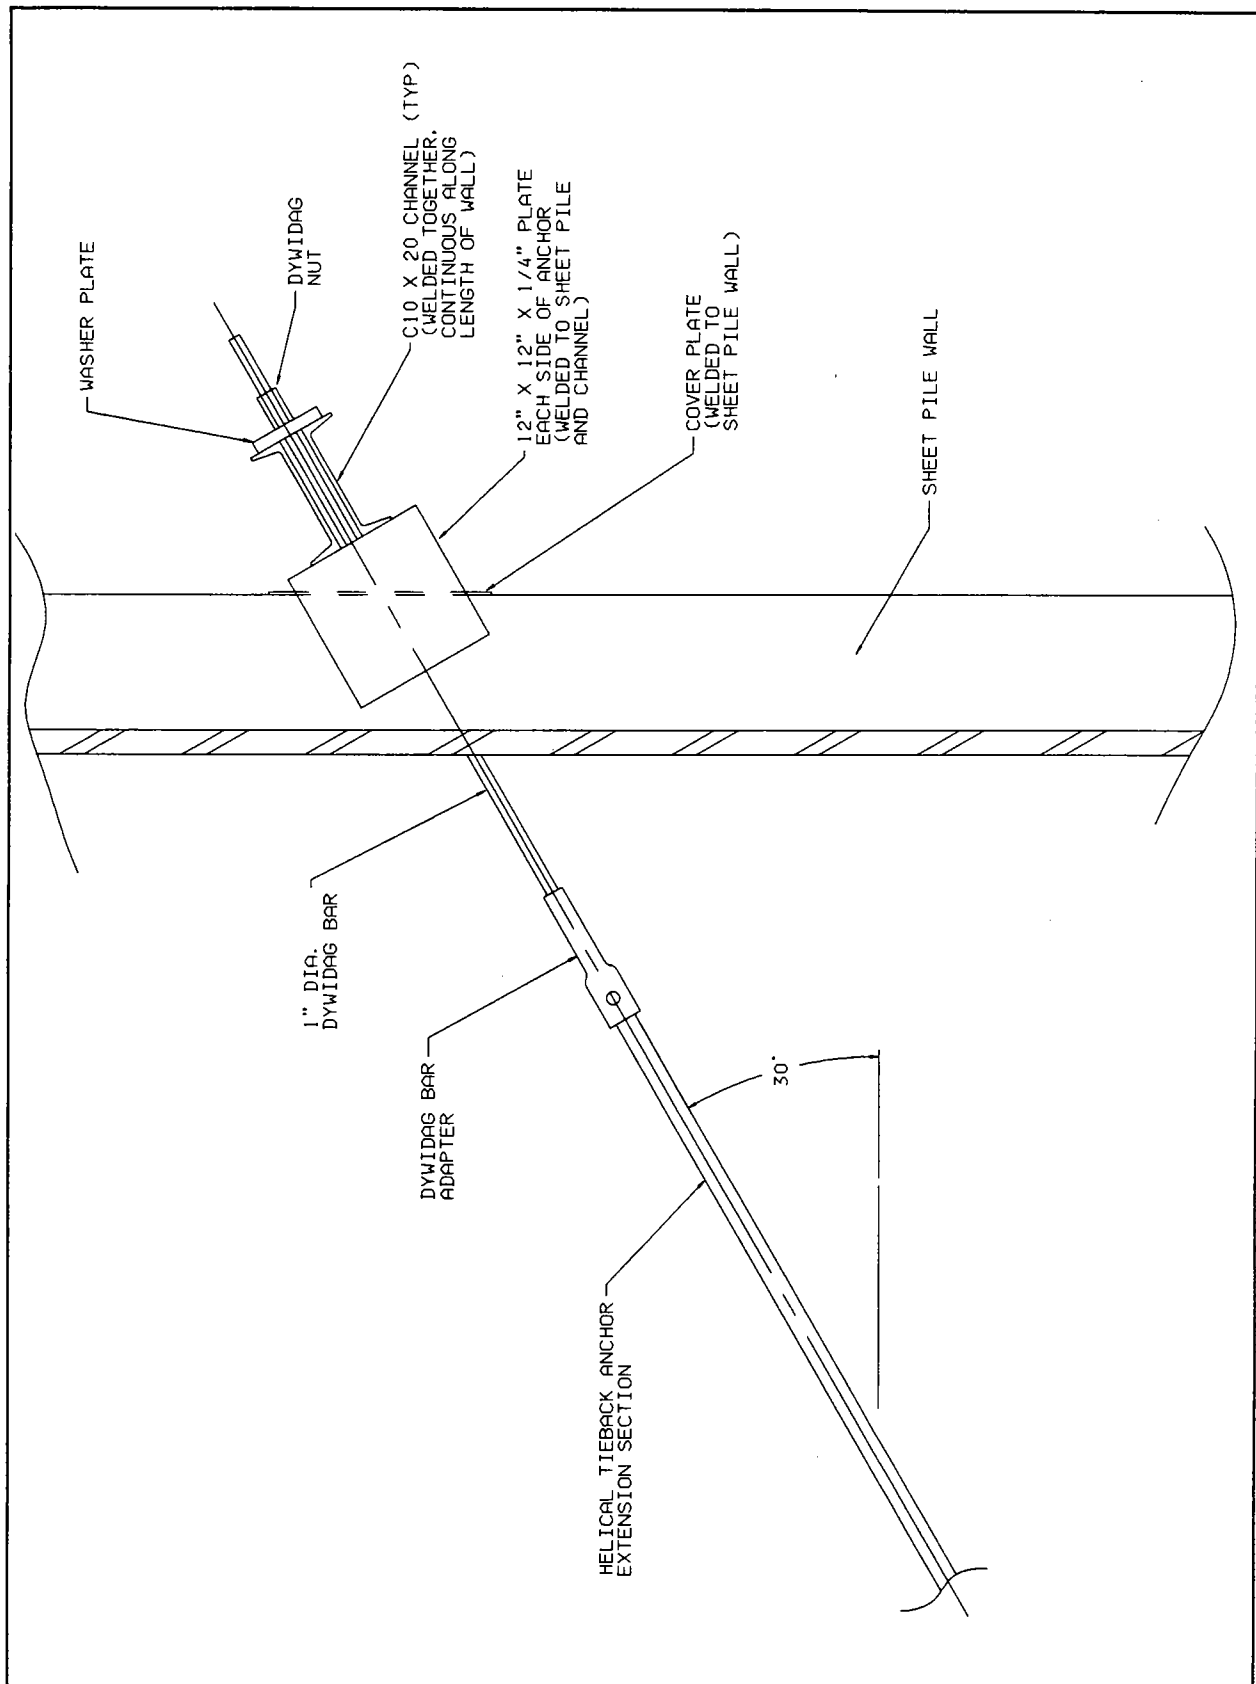 WASHER PLATE
DYWIDAG
NUT
C10 X 20 CHANNEL (TYP)
(WELDED TOGETHER,
CONTINUOUS ALONG
LENGTH OF WALL)
12" X 12" X 1/4" PLATE
EACH SIDE OF ANCHOR
(WELDED TO SHEET PILE
AND CHANNEL)
COVER PLATE
(WELDED TO
SHEET PILE WALL)
SHEET PILE WALL
1" DIA.
DYWIDAG BAR
DYWIDAG BAR
ADAPTER
30°
HELICAL TIEBACK ANCHOR
EXTENSION SECTION